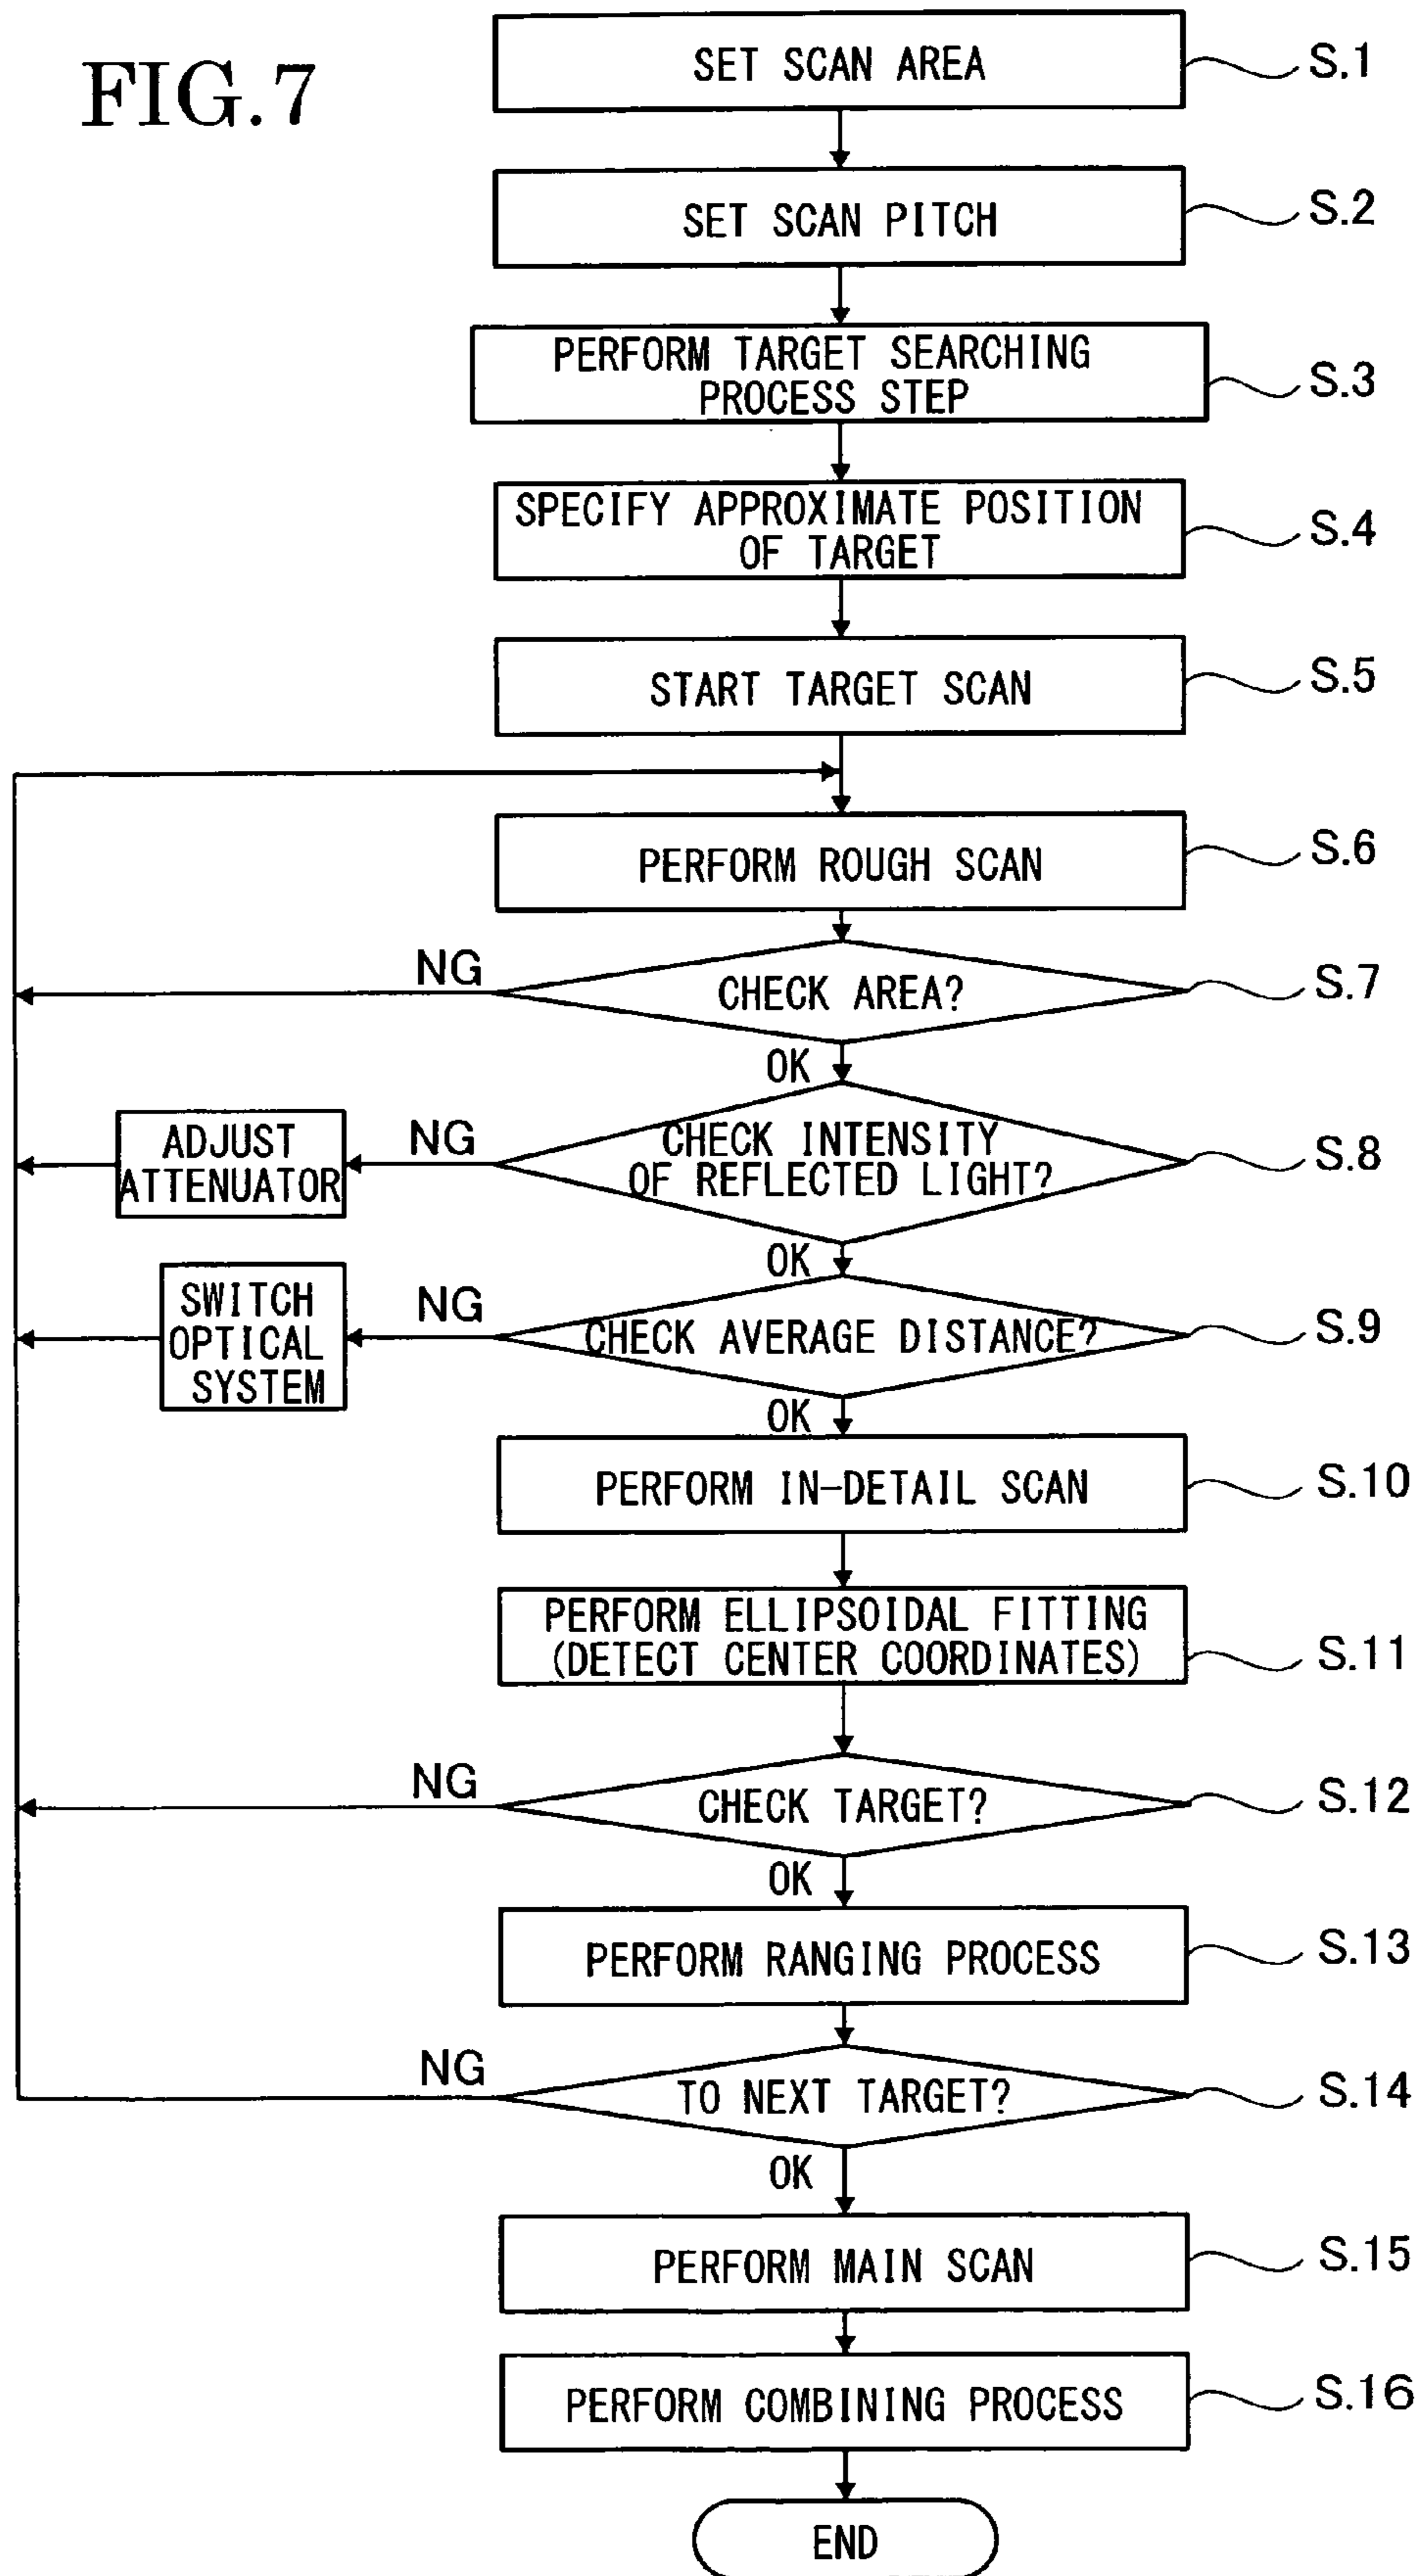 FIG.7
SET SCAN AREA
S.1
SET SCAN PITCH
S.2
PERFORM TARGET SEARCHING
PROCESS STEP
S.3
SPECIFY APPROXIMATE POSITION
OF TARGET
S.4
START TARGET SCAN
S.5
PERFORM ROUGH SCAN
S.6
NG
CHECK AREA?
S.7
OK
ADJUST
ATTENUATOR
NG
CHECK INTENSITY
OF REFLECTED LIGHT?
S.8
OK
SWITCH
OPTICAL
SYSTEM
NG
CHECK AVERAGE DISTANCE?
S.9
OK
PERFORM IN-DETAIL SCAN
S.10
PERFORM ELLIPSOIDAL FITTING
(DETECT CENTER COORDINATES)
S.11
NG
CHECK TARGET?
S.12
OK
PERFORM RANGING PROCESS
S.13
NG
TO NEXT TARGET?
S.14
OK
PERFORM MAIN SCAN
S.15
PERFORM COMBINING PROCESS
S.16
END